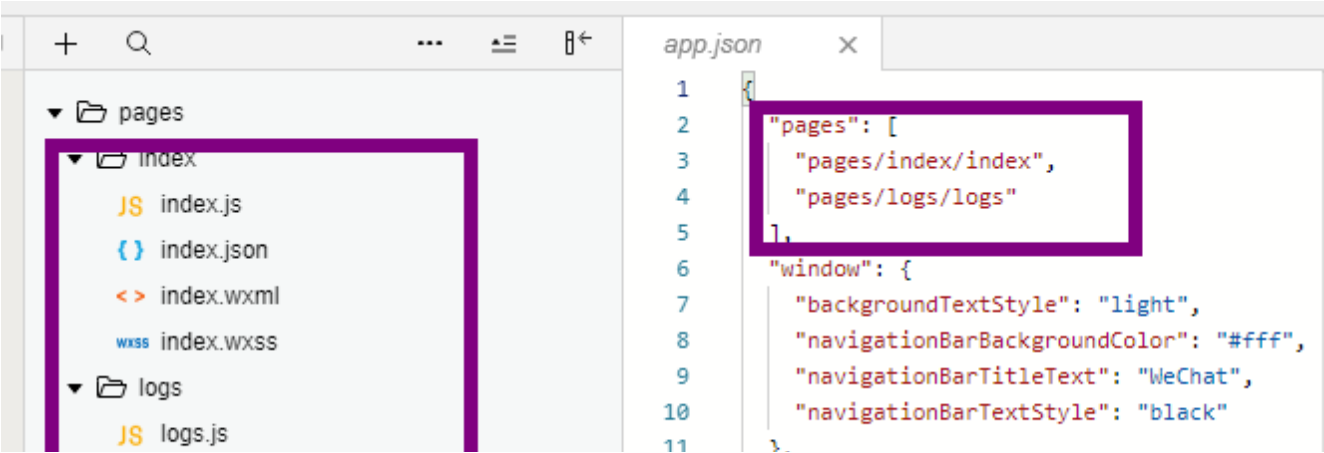 pages
index
JS index.js
{ } index.json
< > index.wxml
wxss index.wxss
logs
JS logs.js
app.json
1 {
2 "pages": [
3 "pages/index/index",
4 "pages/logs/logs"
5 ],
6 "window": {
7 "backgroundTextStyle": "light",
8 "navigationBarBackgroundColor": "#fff",
9 "navigationBarTitleText": "WeChat",
10 "navigationBarTextStyle": "black"
11 },